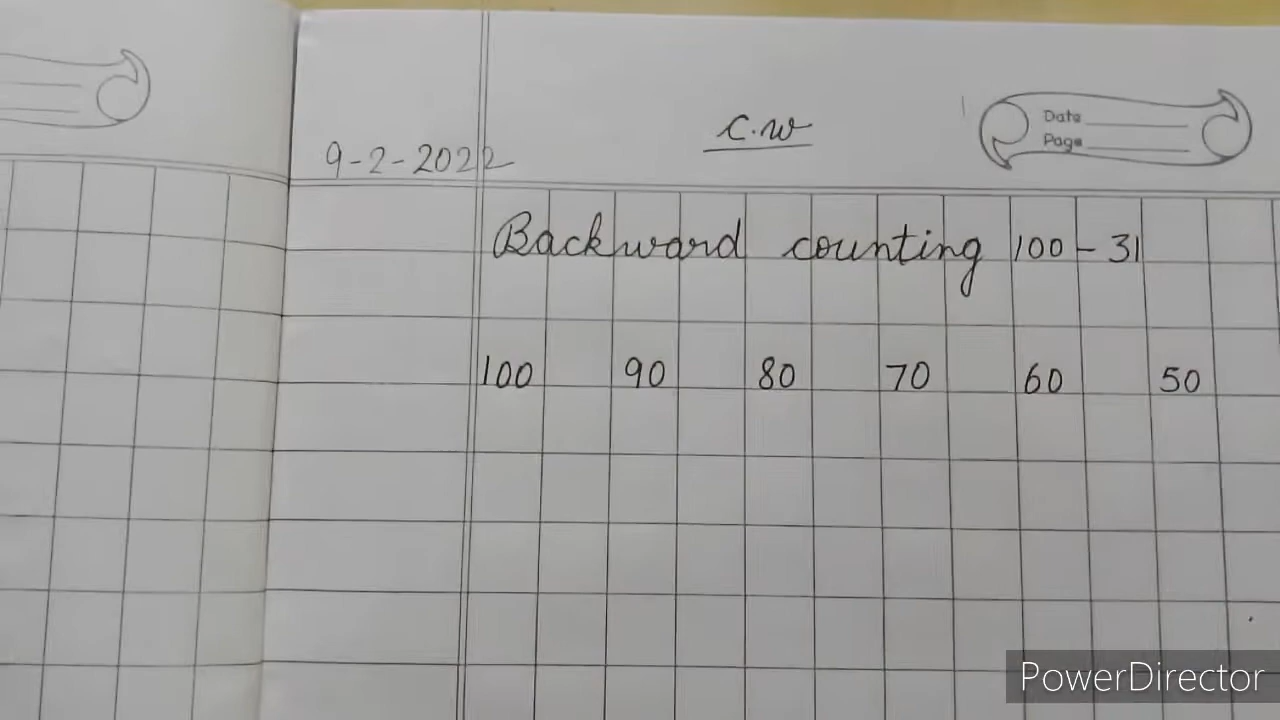 C.W
Date
Page
9-2-2022
Backward counting 100-31
100 90 80 70 60 50
PowerDirector